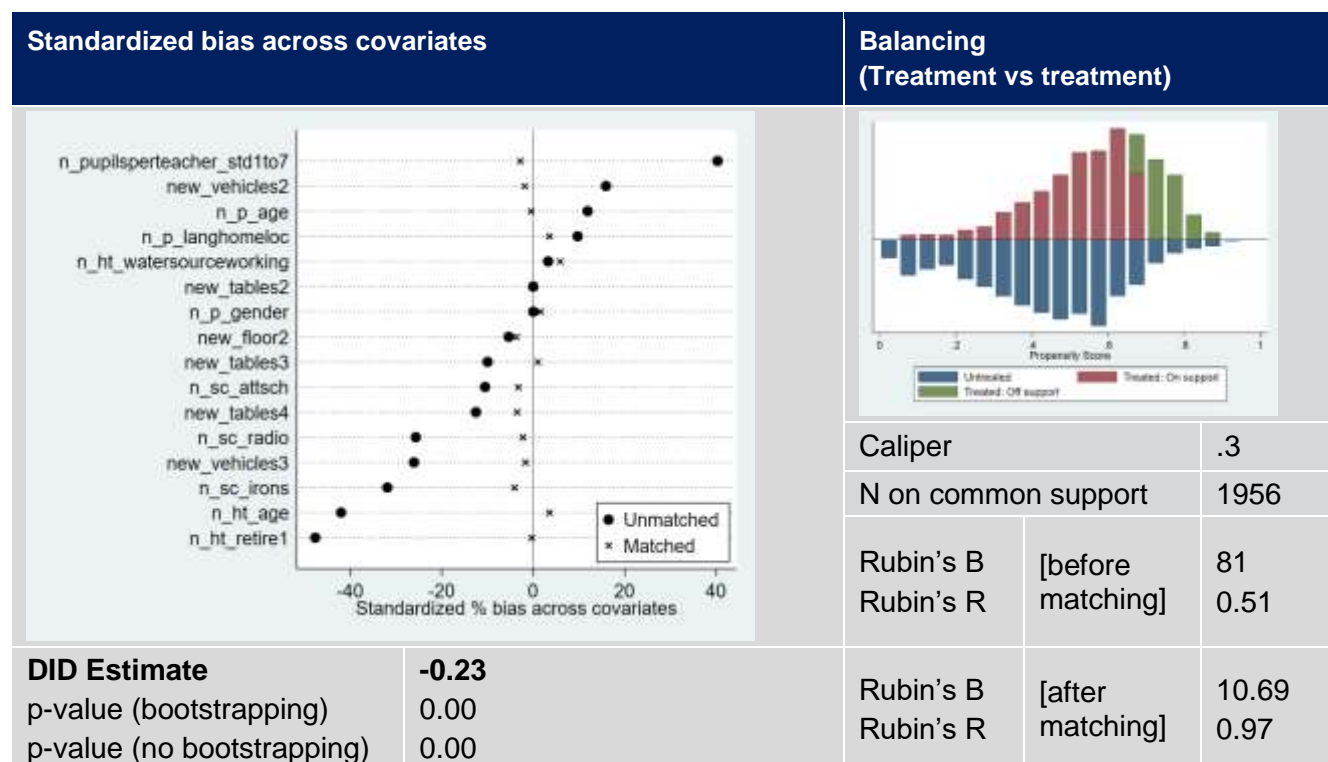 Standardized bias across covariates
Balancing
(Treatment vs treatment)
n_pupilsperteacher_std1to7
new_vehicles2
n_p_age
n_p_langhomeloc
n_ht_watersourceworking
new_tables2
n_p_gender
new_floor2
new_tables3
n_sc_attsch
new_tables4
n_sc_radio
new_vehicles3
n_sc_irons
n_ht_age
n_ht_retire1
Unmatched
Matched
-40 -20 0 20 40
Standardized % bias across covariates
0 .2 .4 .6 .8 1
Propensity Score
Untreated Treated: On support
Treated: Off support
Caliper .3
N on common support 1956
Rubin's B [before 81
Rubin's R matching] 0.51
DID Estimate -0.23
p-value (bootstrapping) 0.00
p-value (no bootstrapping) 0.00
Rubin's B [after 10.69
Rubin's R matching] 0.97